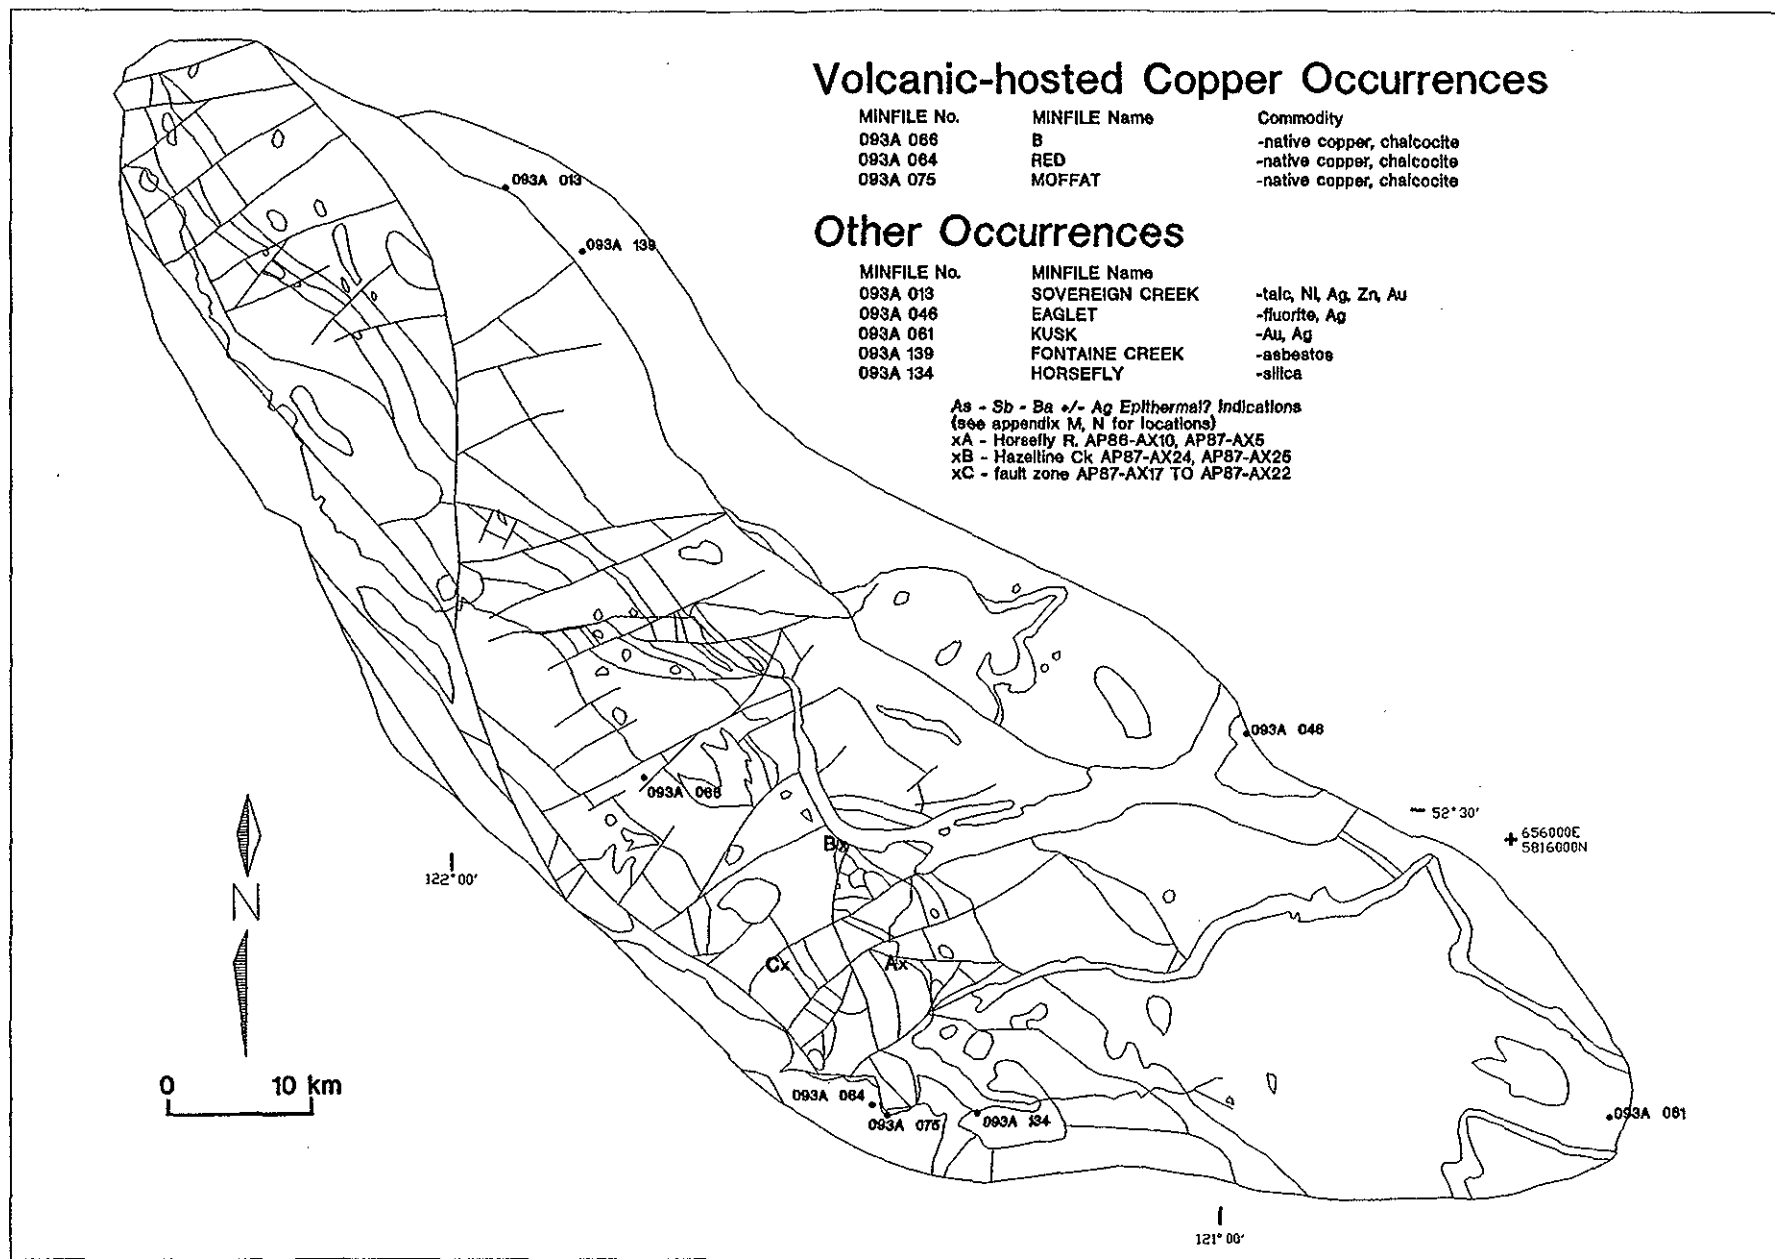 Volcanic-hosted Copper Occurrences
MINFILE No. MINFILE Name Commodity
093A 066 B -native copper, chalcocite
093A 064 RED -native copper, chalcocite
093A 075 MOFFAT -native copper, chalcocite
Other Occurrences
MINFILE No. MINFILE Name
093A 013 SOVEREIGN CREEK -talc, Ni, Ag, Zn, Au
093A 046 EAGLET -fluorite, Ag
093A 061 KUSK -Au, Ag
093A 139 FONTAINE CREEK -asbestos
093A 134 HORSEFLY -silica
As - Sb - Ba +/- Ag Epithermal? Indications
(see appendix M, N for locations)
xA - Horsefly R. AP86-AX10, AP87-AX5
xB - Hazeltine Ck AP87-AX24, AP87-AX25
xC - fault zone AP87-AX17 TO AP87-AX22
093A 013
093A 139
093A 046
093A 066
52°30'
656000E
5816000N
Bx
122°00'
N
Cx
Ax
0 10 km
093A 064
093A 075
093A 134
093A 061
121°00'